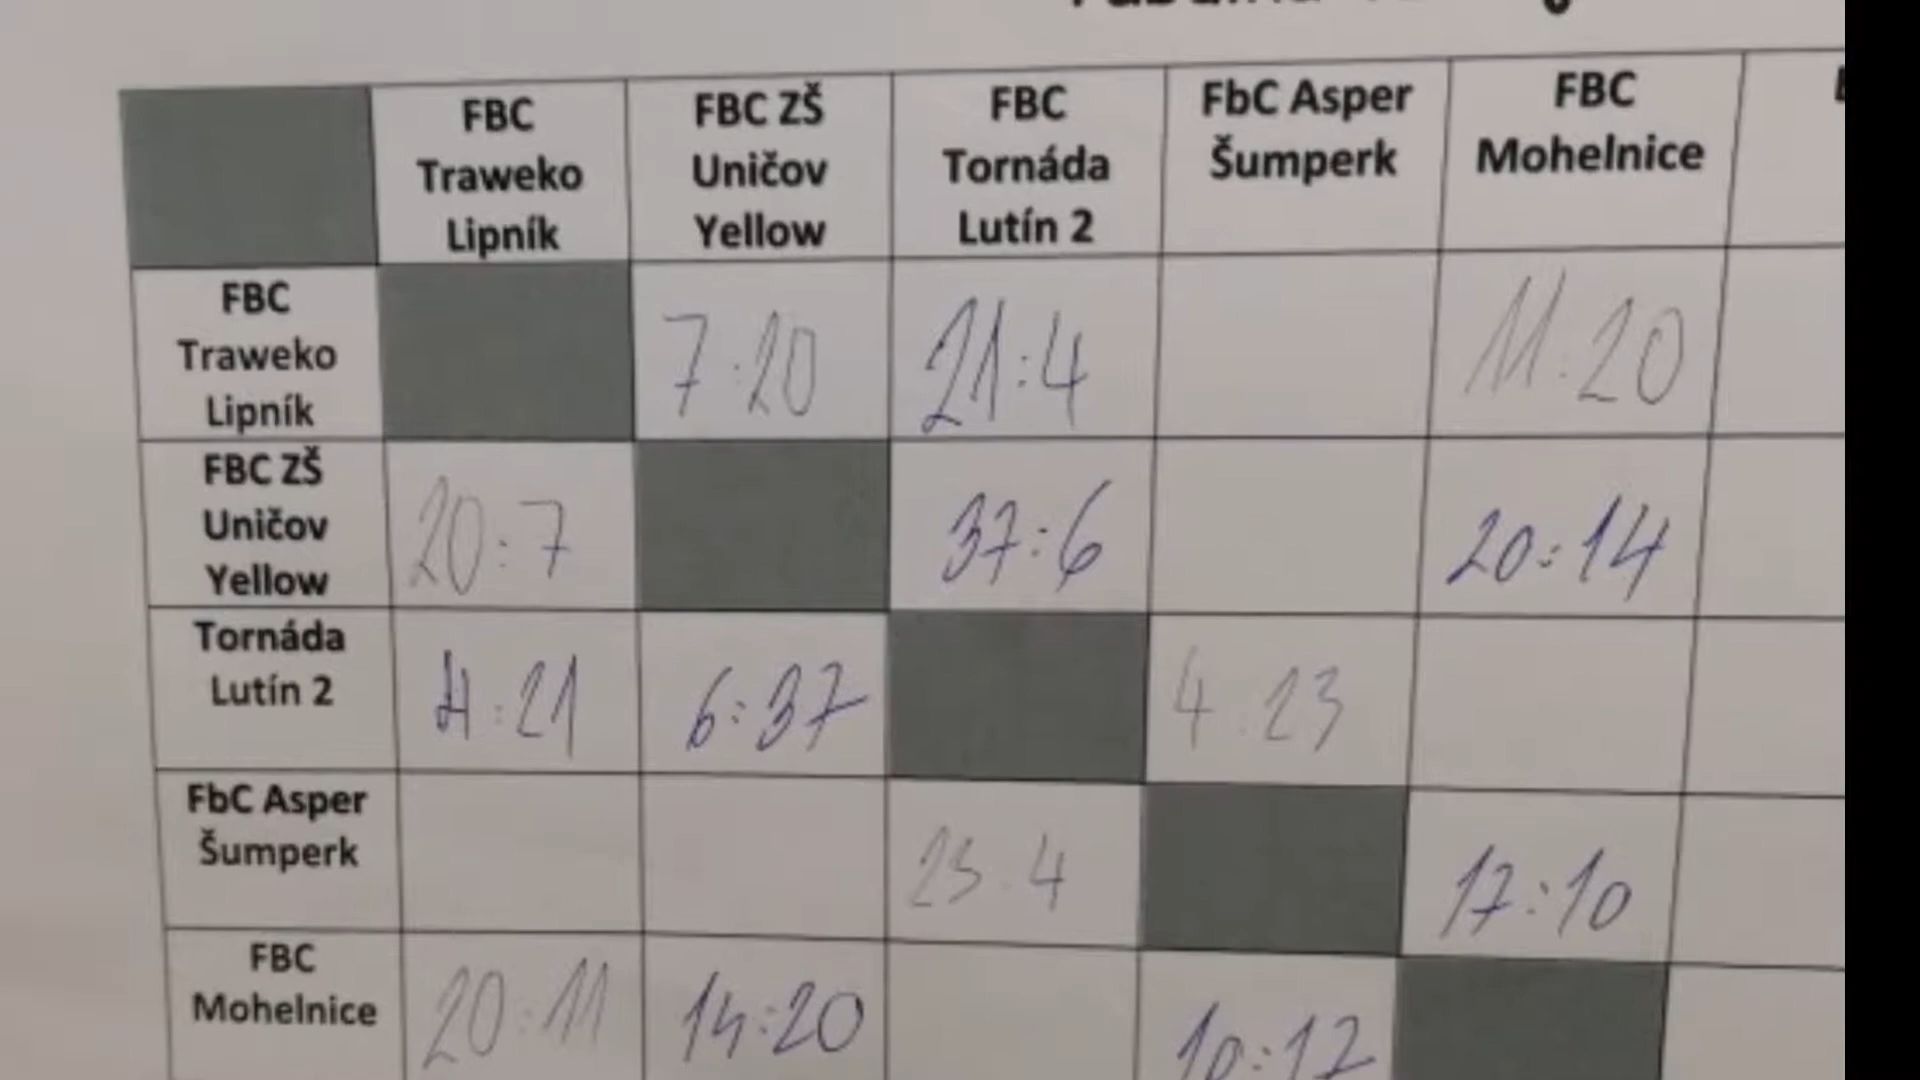 FBC
Traweko
Lipník
FBC ZŠ
Uničov
Yellow
FBC
Tornáda
Lutín 2
FbC Asper
Šumperk
FBC
Mohelnice
FBC
Traweko
Lipník
7:20
21:4
11:20
FBC ZŠ
Uničov
Yellow
20:7
37:6
20:14
Tornáda
Lutín 2
4:21
6:37
4:23
FbC Asper
Šumperk
23:4
17:10
FBC
Mohelnice
20:11
14:20
10:17